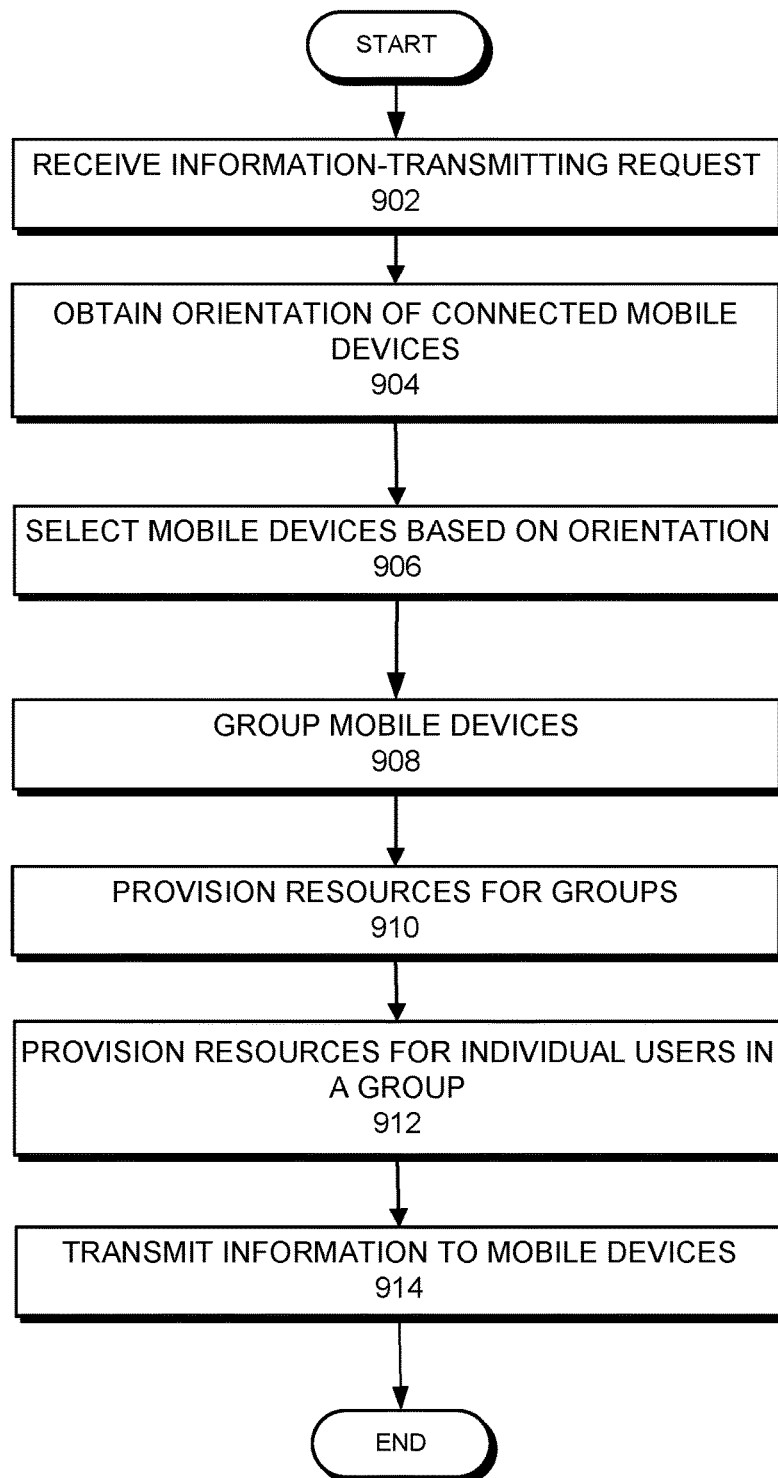 START
RECEIVE INFORMATION-TRANSMITTING REQUEST
902
OBTAIN ORIENTATION OF CONNECTED MOBILE
DEVICES
904
SELECT MOBILE DEVICES BASED ON ORIENTATION
906
GROUP MOBILE DEVICES
908
PROVISION RESOURCES FOR GROUPS
910
PROVISION RESOURCES FOR INDIVIDUAL USERS IN
A GROUP
912
TRANSMIT INFORMATION TO MOBILE DEVICES
914
END